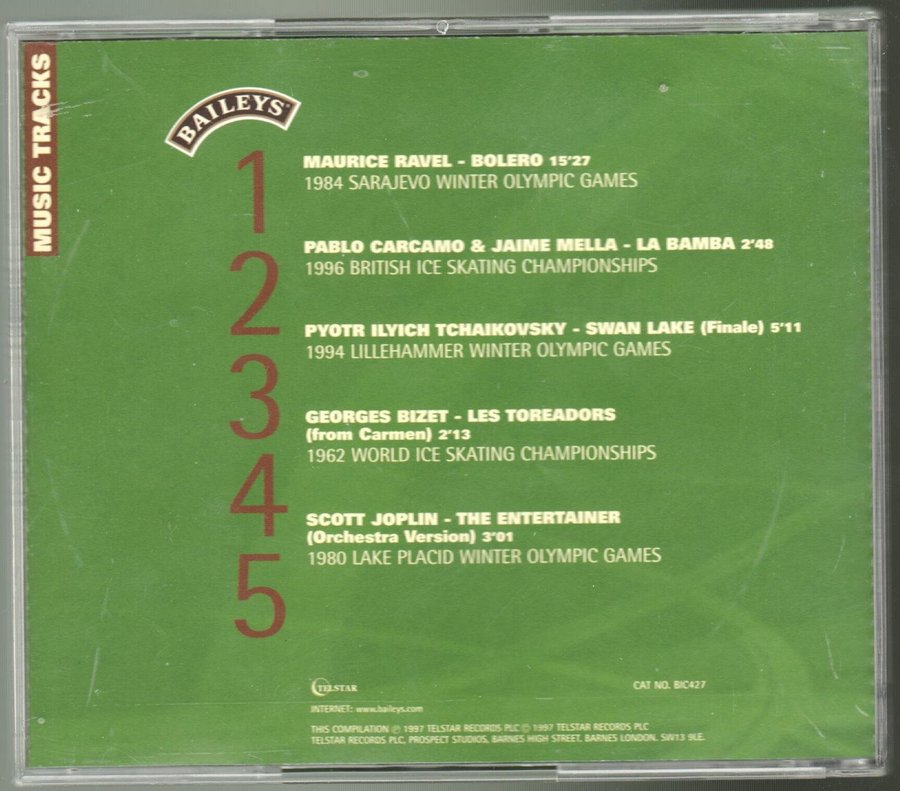 MUSIC TRACKS
BAILEYS®
1
MAURICE RAVEL - BOLERO 15'27
1984 SARAJEVO WINTER OLYMPIC GAMES
2
PABLO CARCAMO & JAIME MELLA - LA BAMBA 2'48
1996 BRITISH ICE SKATING CHAMPIONSHIPS
3
PYOTR ILYICH TCHAIKOVSKY - SWAN LAKE (Finale) 5'11
1994 LILLEHAMMER WINTER OLYMPIC GAMES
4
GEORGES BIZET - LES TOREADORS
(from Carmen) 2'13
1962 WORLD ICE SKATING CHAMPIONSHIPS
5
SCOTT JOPLIN - THE ENTERTAINER
(Orchestra Version) 3'01
1980 LAKE PLACID WINTER OLYMPIC GAMES
TELSTAR
CAT NO. BIC427
INTERNET: www.baileys.com
THIS COMPILATION ℗ 1997 TELSTAR RECORDS PLC © 1997 TELSTAR RECORDS PLC
TELSTAR RECORDS PLC, PROSPECT STUDIOS, BARNES HIGH STREET, BARNES LONDON. SW13 9LE.